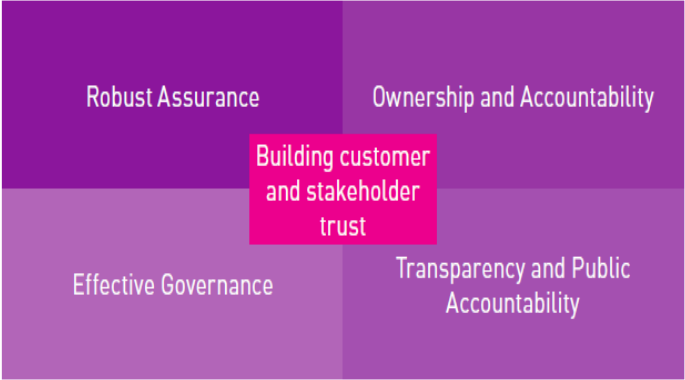 Robust Assurance
Ownership and Accountability
Building customer
and stakeholder
trust
Effective Governance
Transparency and Public
Accountability